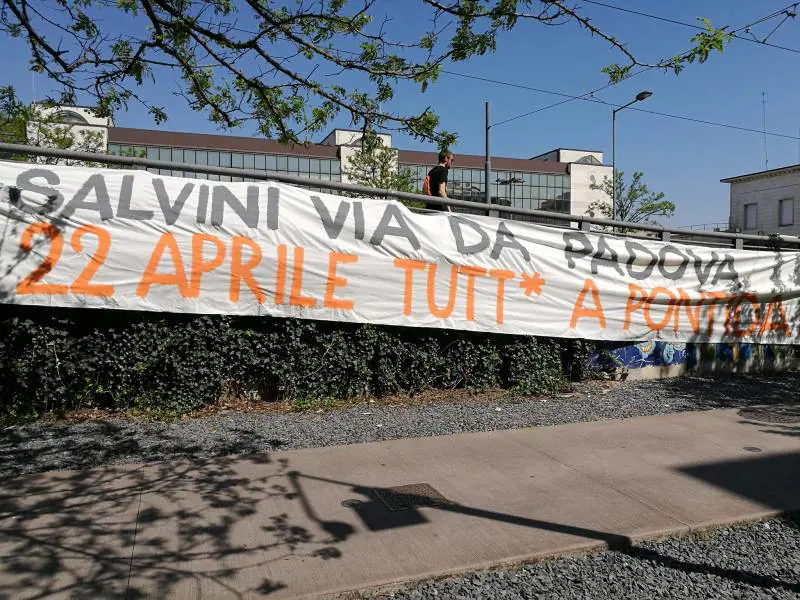 SALVINI VIA DA PADOVA
22 APRILE TUTT* A PONTIDA